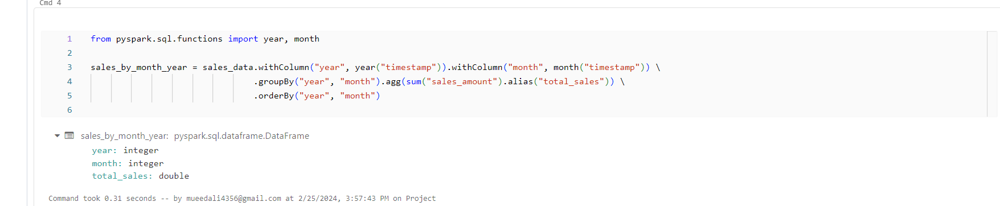 Cmd 4
1 from pyspark.sql.functions import year, month
2
3 sales_by_month_year = sales_data.withColumn("year", year("timestamp")).withColumn("month", month("timestamp")) \
4 .groupBy("year", "month").agg(sum("sales_amount").alias("total_sales")) \
5 .orderBy("year", "month")
6
sales_by_month_year: pyspark.sql.dataframe.DataFrame
year: integer
month: integer
total_sales: double
Command took 0.31 seconds -- by mueedali4356@gmail.com at 2/25/2024, 3:57:43 PM on Project